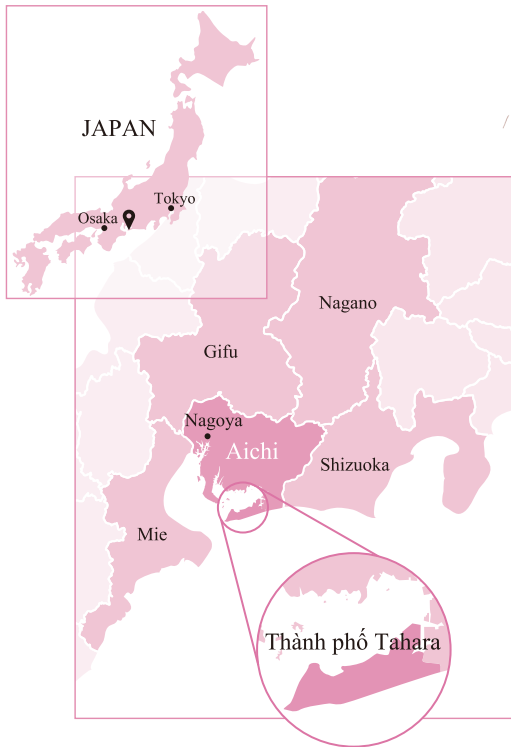 JAPAN
Tokyo
Osaka
Nagano
Gifu
Nagoya
Aichi
Shizuoka
Mie
Thành phố Tahara